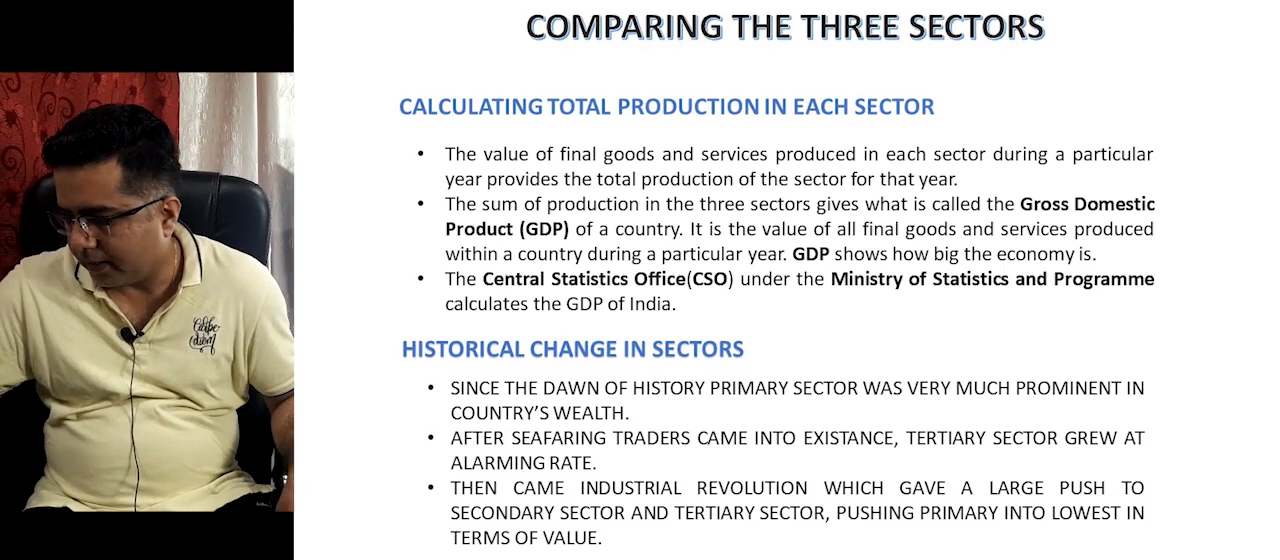 COMPARING THE THREE SECTORS
CALCULATING TOTAL PRODUCTION IN EACH SECTOR
• The value of final goods and services produced in each sector during a particular
year provides the total production of the sector for that year.
• The sum of production in the three sectors gives what is called the Gross Domestic
Product (GDP) of a country. It is the value of all final goods and services produced
within a country during a particular year. GDP shows how big the economy is.
• The Central Statistics Office(CSO) under the Ministry of Statistics and Programme
calculates the GDP of India.
HISTORICAL CHANGE IN SECTORS
• SINCE THE DAWN OF HISTORY PRIMARY SECTOR WAS VERY MUCH PROMINENT IN
COUNTRY'S WEALTH.
• AFTER SEAFARING TRADERS CAME INTO EXISTANCE, TERTIARY SECTOR GREW AT
ALARMING RATE.
• THEN CAME INDUSTRIAL REVOLUTION WHICH GAVE A LARGE PUSH TO
SECONDARY SECTOR AND TERTIARY SECTOR, PUSHING PRIMARY INTO LOWEST IN
TERMS OF VALUE.